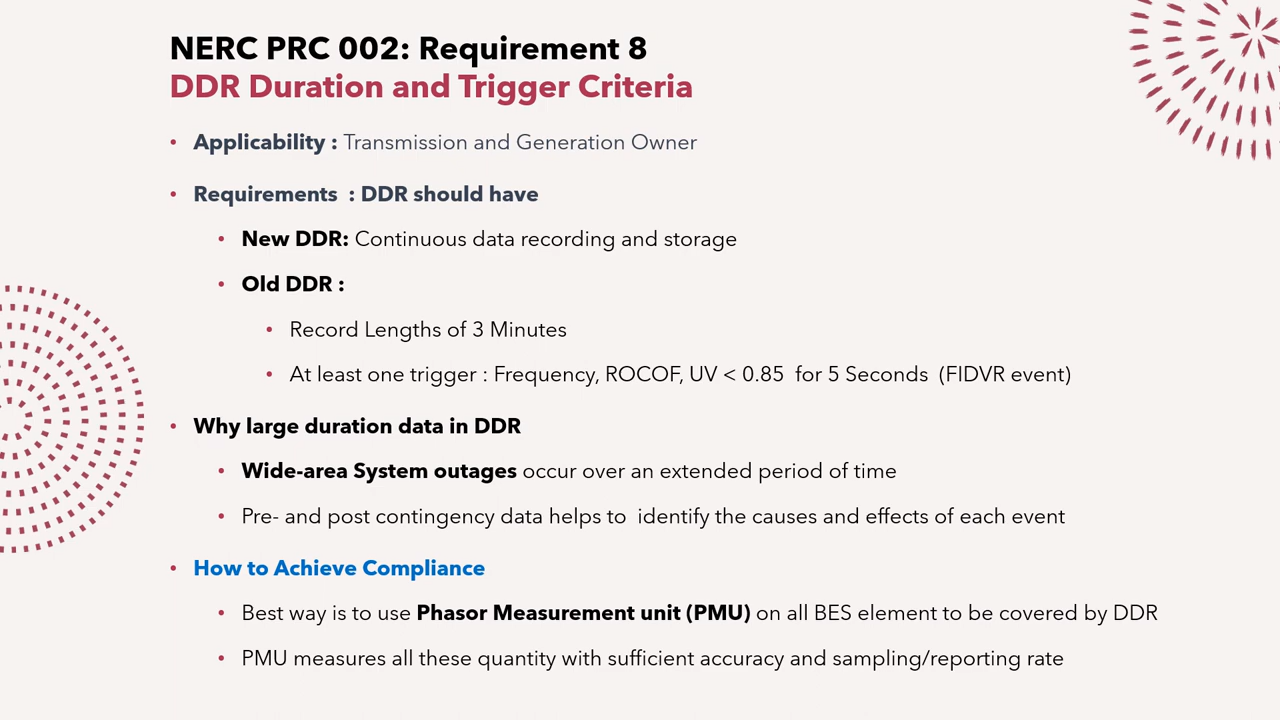 NERC PRC 002: Requirement 8
DDR Duration and Trigger Criteria
• Applicability : Transmission and Generation Owner
• Requirements  : DDR should have
• New DDR: Continuous data recording and storage
• Old DDR :
• Record Lengths of 3 Minutes
• At least one trigger : Frequency, ROCOF, UV < 0.85  for 5 Seconds  (FIDVR event)
• Why large duration data in DDR
• Wide-area System outages occur over an extended period of time
• Pre- and post contingency data helps to  identify the causes and effects of each event
• How to Achieve Compliance
• Best way is to use Phasor Measurement unit (PMU) on all BES element to be covered by DDR
• PMU measures all these quantity with sufficient accuracy and sampling/reporting rate